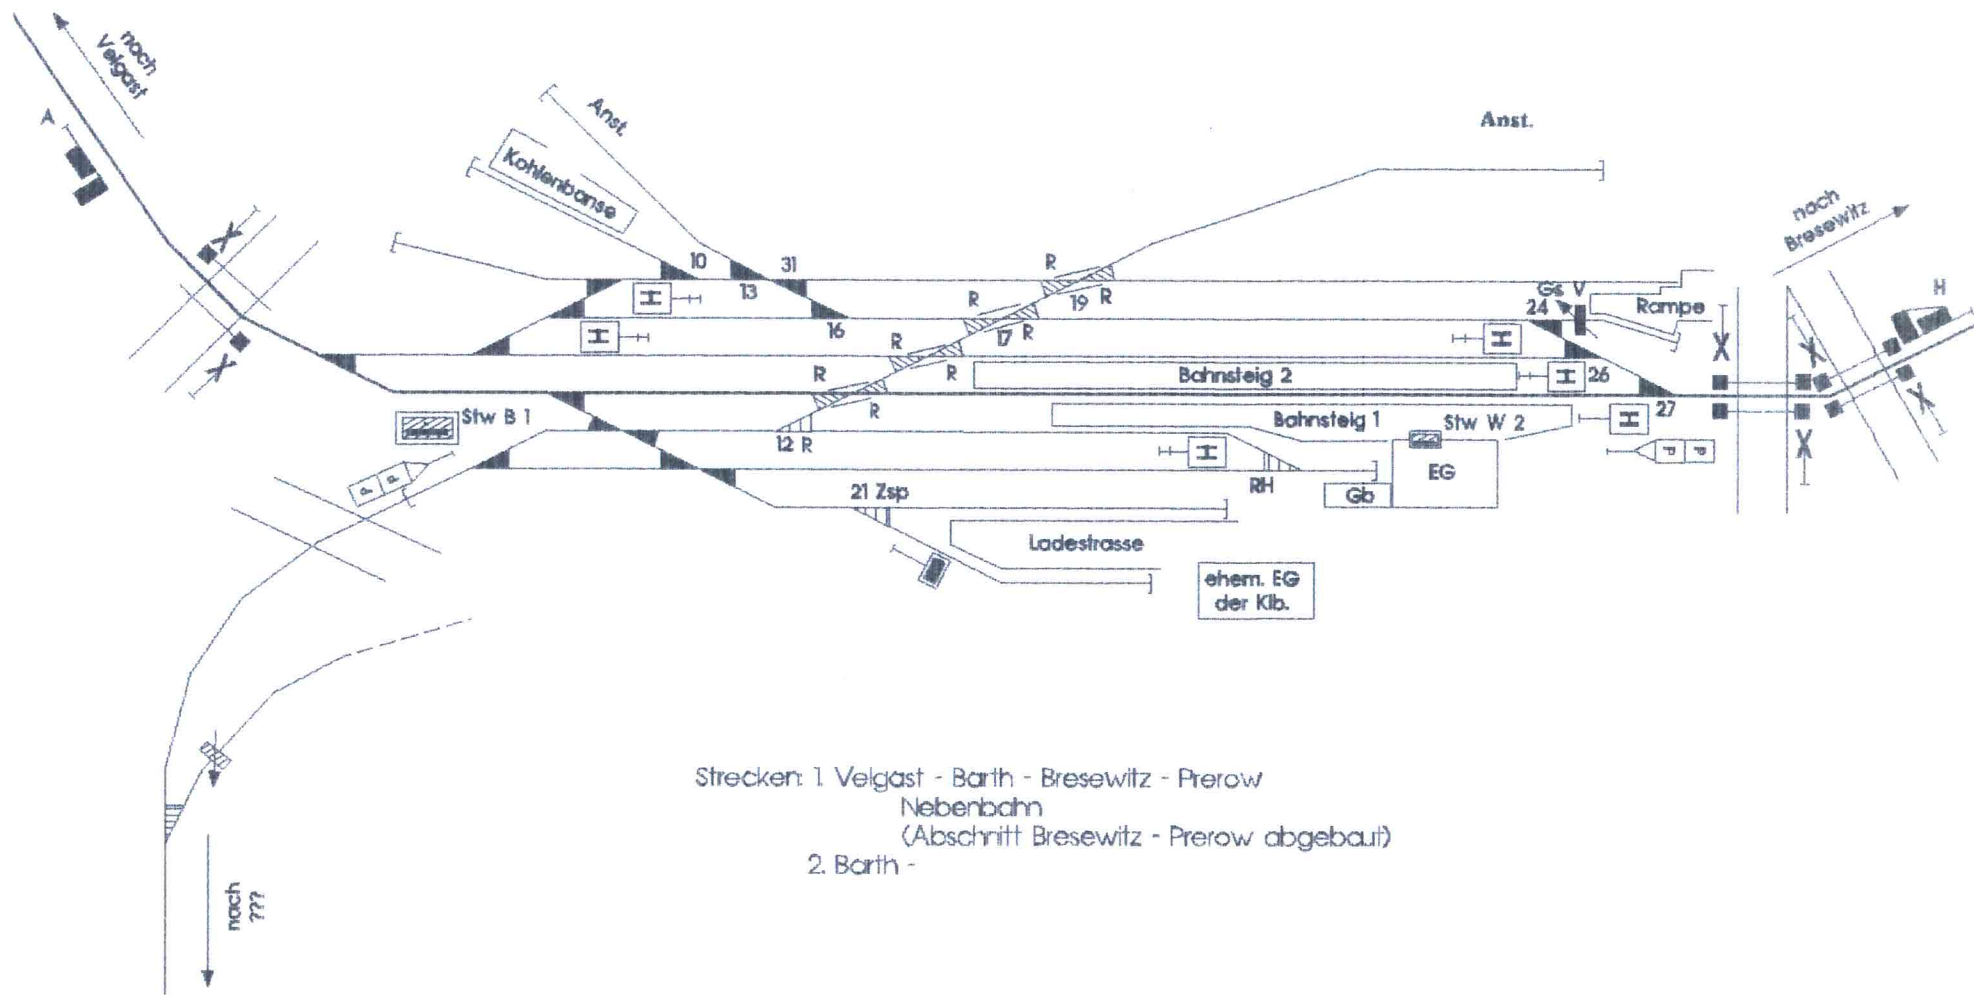 nach
Velgast
A
Anst.
Kohlenbanse
Anst.
nach
Bresewitz
H
10
31
13
R
19 R
Gs V
24
Rampe
R
17 R
16
R
R
Bahnsteig 2
26
R
R
27
Stw B 1
Bahnsteig 1
Stw W 2
12 R
P P
P P
EG
RH
Gb
21 Zsp
Ladestrasse
ehem. EG
der Klb.
Strecken: 1. Velgast - Barth - Bresewitz - Prerow
Nebenbahn
(Abschnitt Bresewitz - Prerow abgebaut)
2. Barth -
nach
???